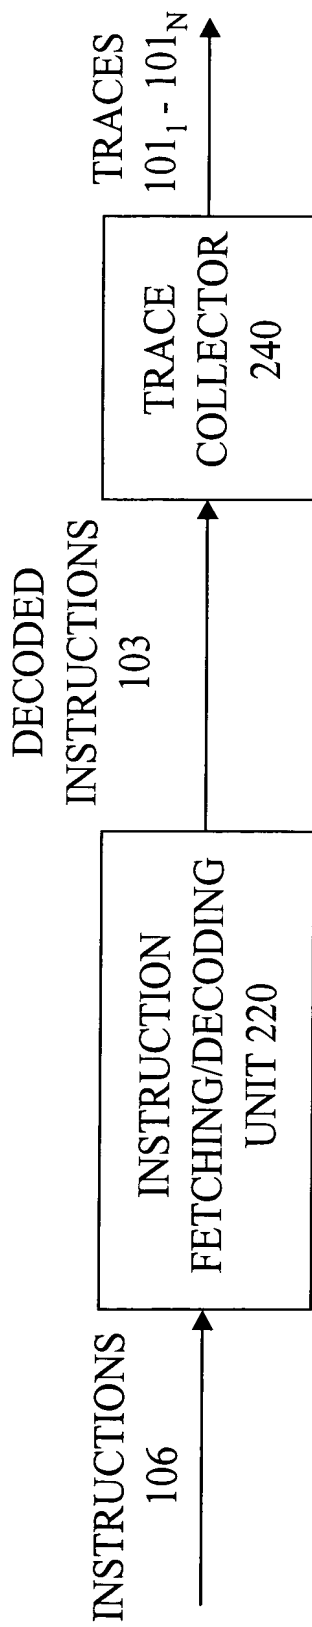 INSTRUCTIONS
106
INSTRUCTION
FETCHING/DECODING
UNIT 220
DECODED
INSTRUCTIONS
103
TRACE
COLLECTOR
240
TRACES
101₁ - 101ₙ